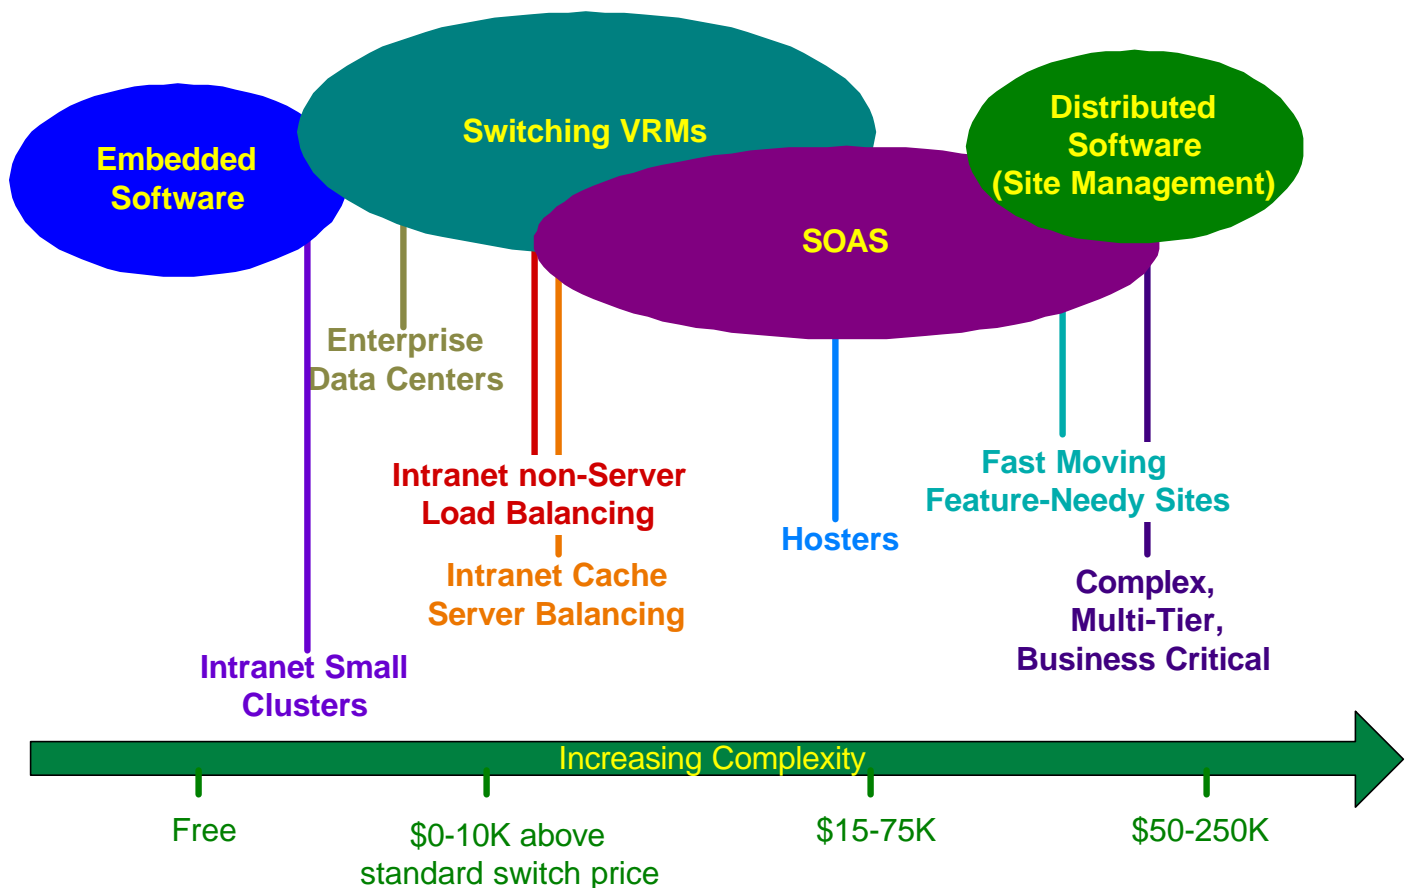 Embedded
Software
Switching VRMs
Distributed
Software
(Site Management)
SOAS
Enterprise
Data Centers
Intranet non-Server
Load Balancing
Intranet Cache
Server Balancing
Hosters
Fast Moving
Feature-Needy Sites
Complex,
Multi-Tier,
Business Critical
Intranet Small
Clusters
Increasing Complexity
Free
$0-10K above
standard switch price
$15-75K
$50-250K